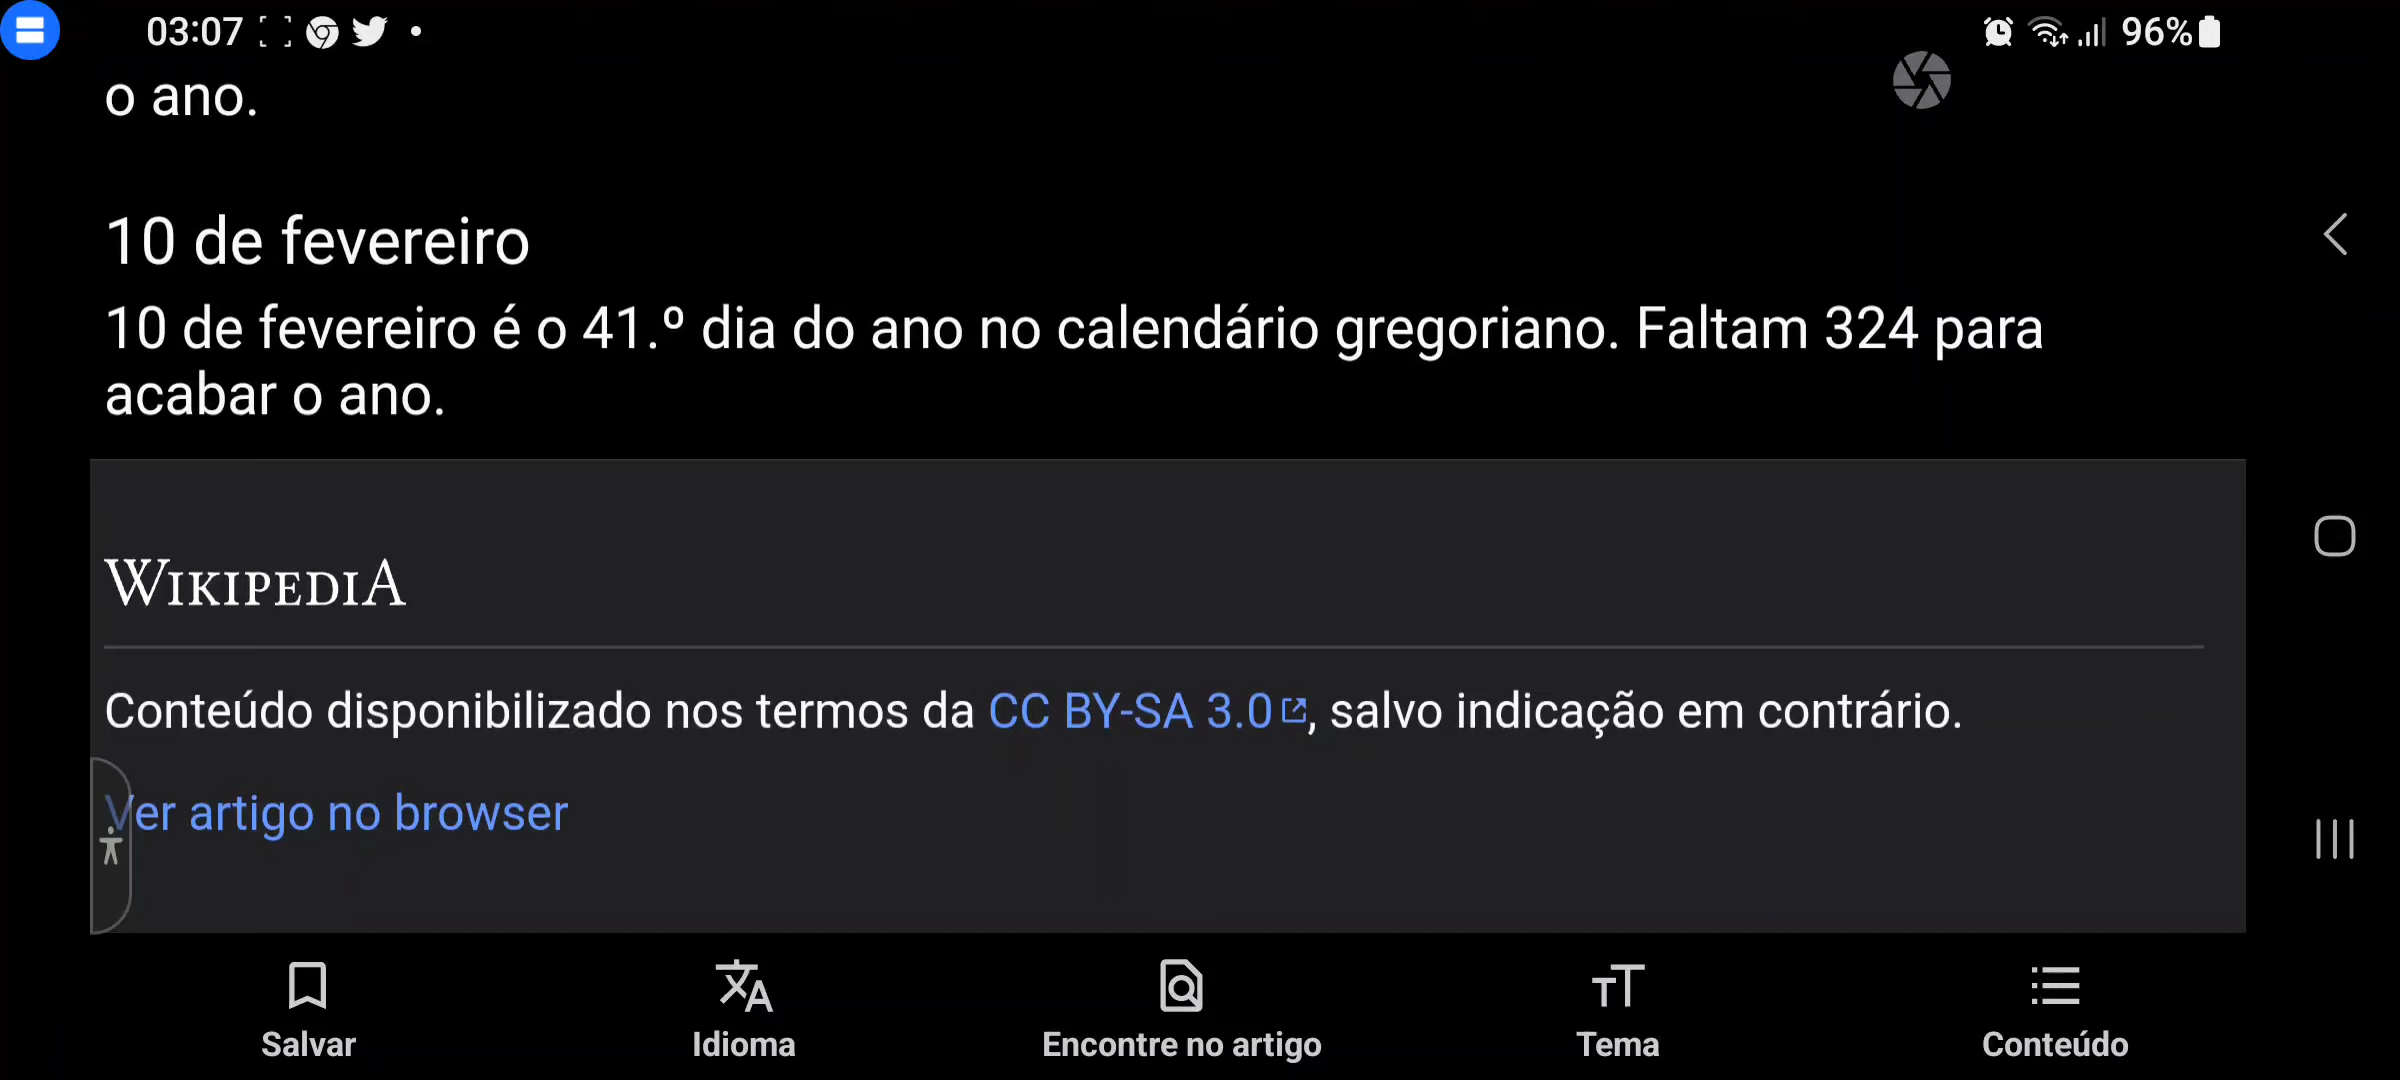 03:07
96%
o ano.
10 de fevereiro
10 de fevereiro é o 41.º dia do ano no calendário gregoriano. Faltam 324 para
acabar o ano.
WIKIPEDIA
Conteúdo disponibilizado nos termos da CC BY-SA 3.0, salvo indicação em contrário.
Ver artigo no browser
Salvar
Idioma
Encontre no artigo
Tema
Conteúdo